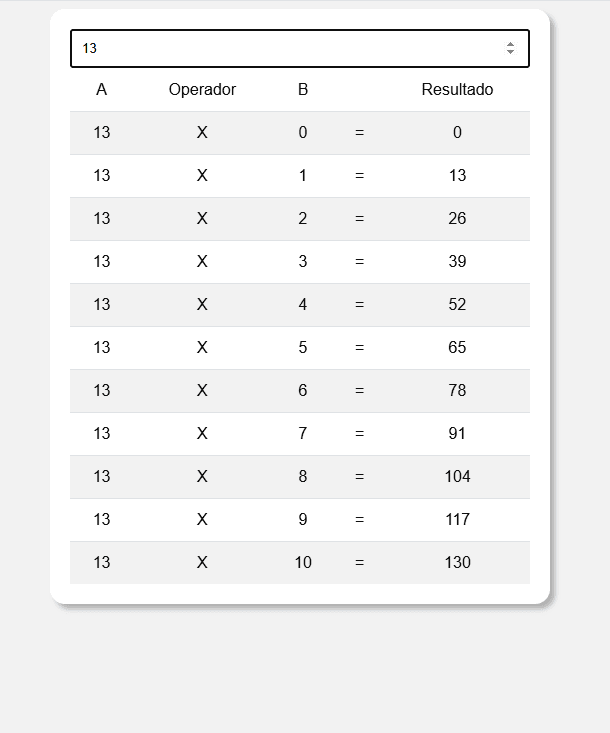 13
A Operador B Resultado
13 X 0 = 0
13 X 1 = 13
13 X 2 = 26
13 X 3 = 39
13 X 4 = 52
13 X 5 = 65
13 X 6 = 78
13 X 7 = 91
13 X 8 = 104
13 X 9 = 117
13 X 10 = 130